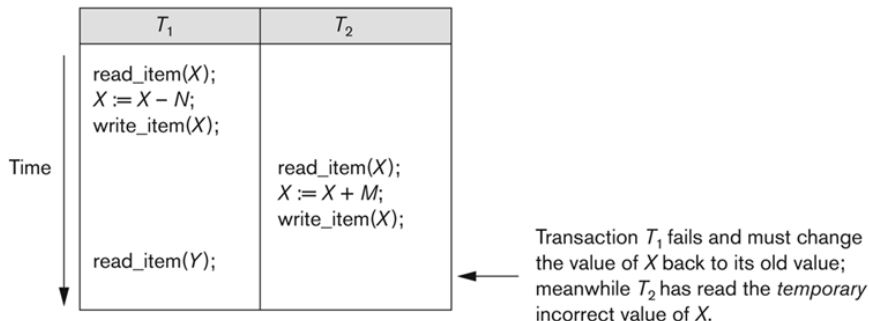 T1 T2
read_item(X);
X := X – N;
write_item(X);
Time
read_item(X);
X := X + M;
write_item(X);
read_item(Y);
Transaction T1 fails and must change
the value of X back to its old value;
meanwhile T2 has read the temporary
incorrect value of X.